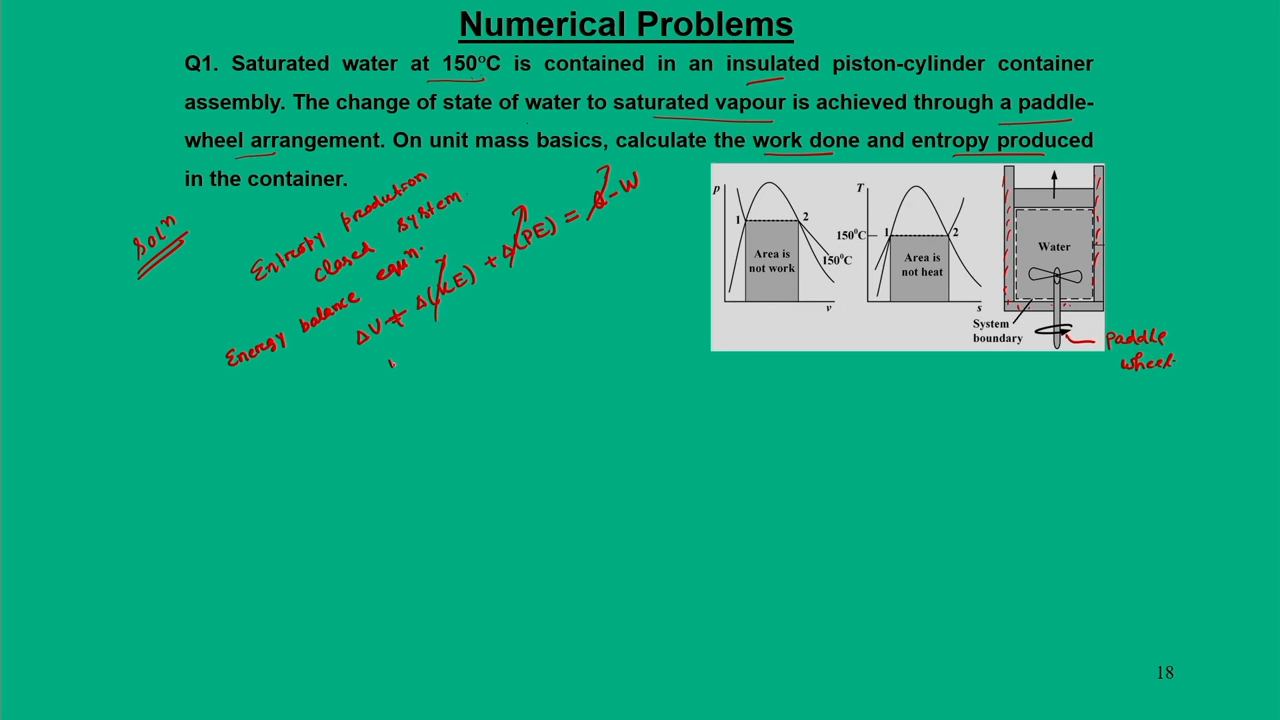 Numerical Problems
Q1. Saturated water at 150°C is contained in an insulated piston-cylinder container
assembly. The change of state of water to saturated vapour is achieved through a paddle-
wheel arrangement. On unit mass basics, calculate the work done and entropy produced
in the container.
Soln
Entropy production
closed system
Energy balance equn.
ΔU + Δ(KE) + Δ(PE) = Q - W
p
1
2
Area is
not work
150⁰C
v
T
150⁰C
1
2
Area is
not heat
s
Water
System
boundary
paddle
wheel
18